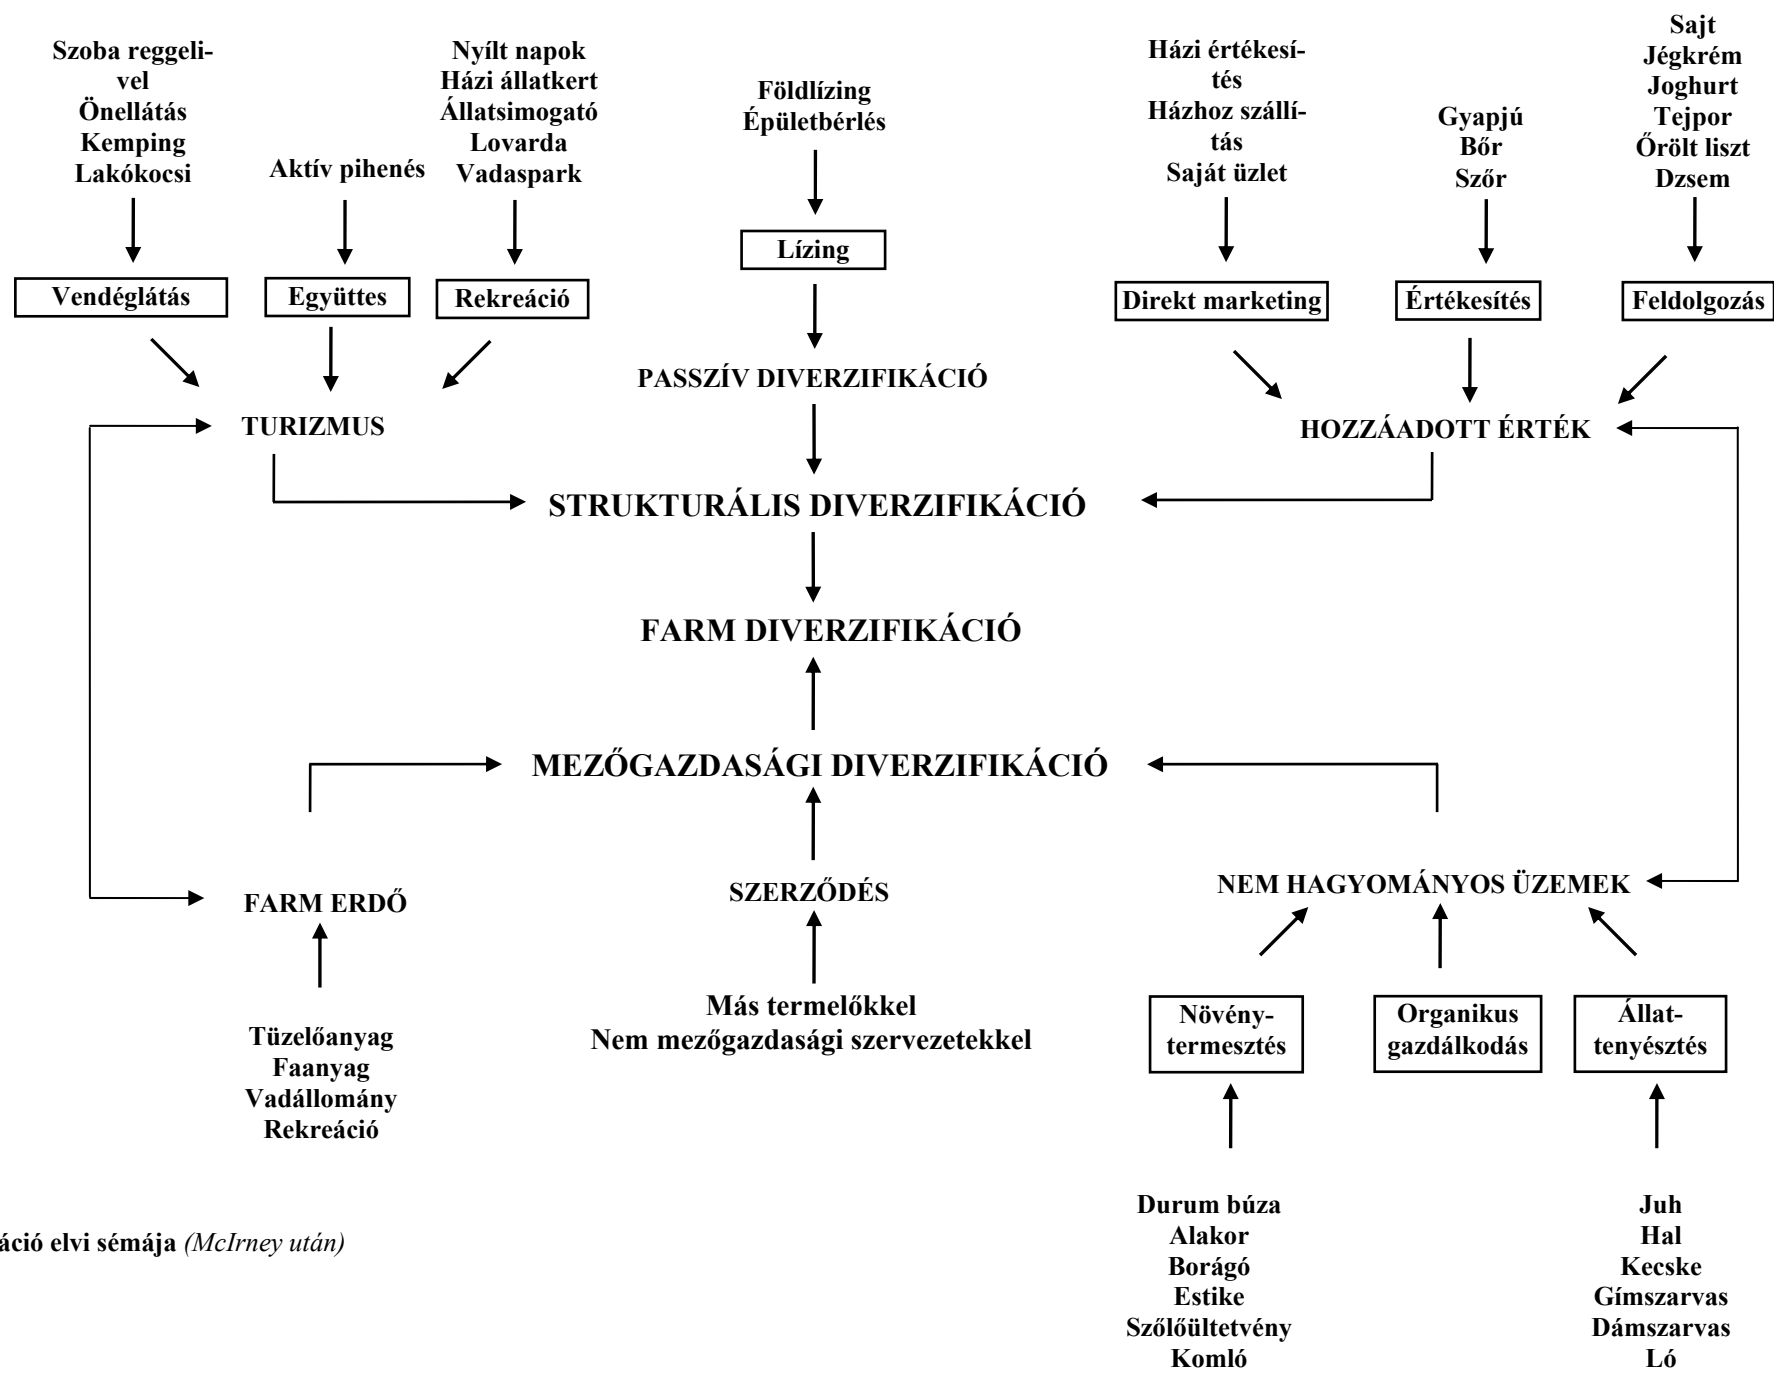 Szoba reggeli-
vel
Önellátás
Kemping
Lakókocsi
Aktív pihenés
Nyílt napok
Házi állatkert
Állatsimogató
Lovarda
Vadaspark
Földlízing
Épületbérlés
Házi értékesí-
tés
Házhoz szállí-
tás
Saját üzlet
Gyapjú
Bőr
Szőr
Sajt
Jégkrém
Joghurt
Tejpor
Őrölt liszt
Dzsem
Vendéglátás
Együttes
Rekreáció
Lízing
Direkt marketing
Értékesítés
Feldolgozás
PASSZÍV DIVERZIFIKÁCIÓ
TURIZMUS
HOZZÁADOTT ÉRTÉK
STRUKTURÁLIS DIVERZIFIKÁCIÓ
FARM DIVERZIFIKÁCIÓ
MEZŐGAZDASÁGI DIVERZIFIKÁCIÓ
FARM ERDŐ
SZERZŐDÉS
NEM HAGYOMÁNYOS ÜZEMEK
Tüzelőanyag
Faanyag
Vadállomány
Rekreáció
Más termelőkkel
Nem mezőgazdasági szervezetekkel
Növény-
termesztés
Organikus
gazdálkodás
Állat-
tenyésztés
Durum búza
Alakor
Borágó
Estike
Szőlőültetvény
Komló
Juh
Hal
Kecske
Gímszarvas
Dámszarvas
Ló
áció elvi sémája (McIrney után)